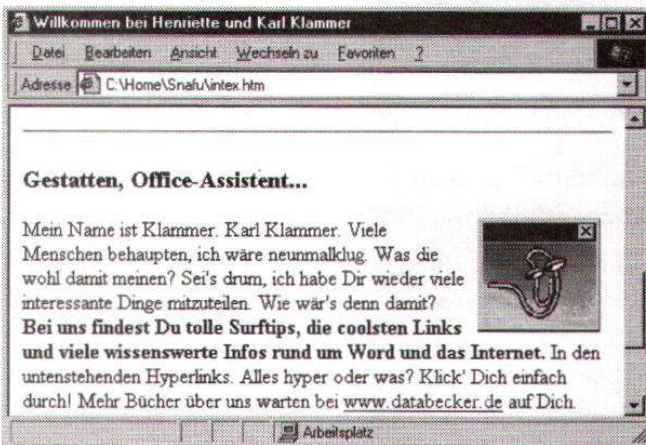 Willkommen bei Henriette und Karl Klammer
Datei Bearbeiten Ansicht Wechseln zu Favoriten ?
Adresse C:\Home\Snafu\intex.htm
Gestatten, Office-Assistent...
Mein Name ist Klammer. Karl Klammer. Viele
Menschen behaupten, ich wäre neunmalklug. Was die
wohl damit meinen? Sei's drum, ich habe Dir wieder viele
interessante Dinge mitzuteilen. Wie wär's denn damit?
Bei uns findest Du tolle Surftips, die coolsten Links
und viele wissenswerte Infos rund um Word und das Internet. In den
untenstehenden Hyperlinks. Alles hyper oder was? Klick' Dich einfach
durch! Mehr Bücher über uns warten bei www.databecker.de auf Dich.
Arbeitsplatz